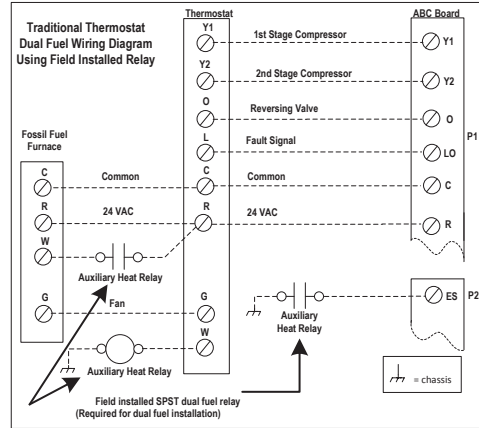 Traditional Thermostat
Dual Fuel Wiring Diagram
Using Field Installed Relay
Thermostat
ABC Board
Y1
1st Stage Compressor
Y1
Y2
2nd Stage Compressor
Y2
O
Reversing Valve
O
P1
L
Fault Signal
LO
Fossil Fuel
Furnace
C
Common
C
Common
C
R
24 VAC
R
24 VAC
R
W
Auxiliary Heat Relay
G
Fan
G
Auxiliary
Heat Relay
ES
P2
W
Auxiliary Heat Relay
= chassis
Field installed SPST dual fuel relay
(Required for dual fuel installation)